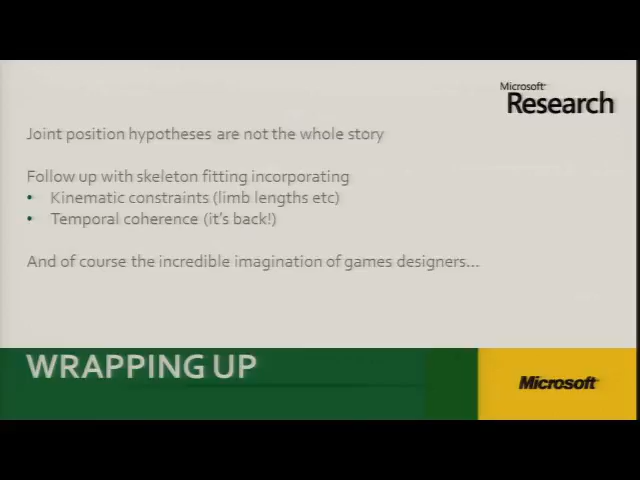 Microsoft
Research
Joint position hypotheses are not the whole story
Follow up with skeleton fitting incorporating
• Kinematic constraints (limb lengths etc)
• Temporal coherence (it's back!)
And of course the incredible imagination of games designers...
WRAPPING UP
Microsoft